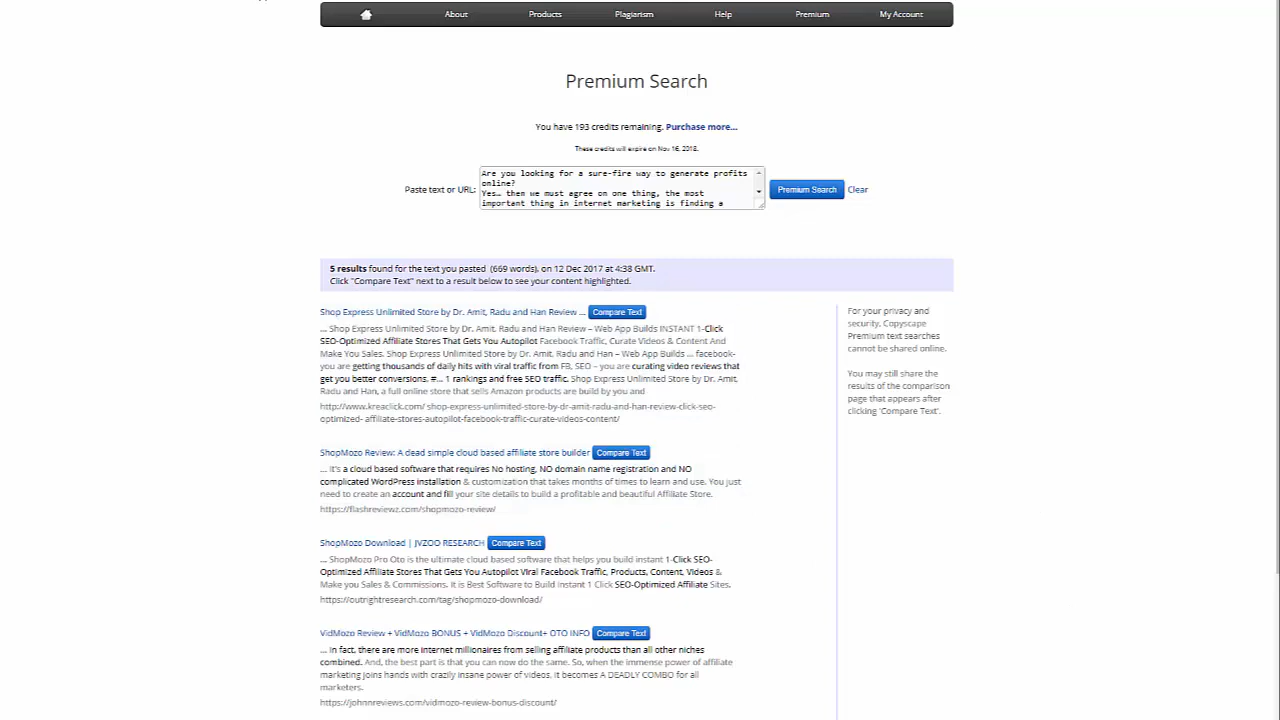 About Products Plagiarism Help Premium My Account
Premium Search
You have 193 credits remaining. Purchase more...
These credits will expire on Nov 16, 2018.
Paste text or URL:
Are you looking for a sure-fire way to generate profits
online?
Yes… then we must agree on one thing, the most
important thing in internet marketing is finding a
Premium Search Clear
5 results found for the text you pasted (669 words), on 12 Dec 2017 at 4:38 GMT.
Click "Compare Text" next to a result below to see your content highlighted.
Shop Express Unlimited Store by Dr. Amit, Radu and Han Review ... Compare Text
... Shop Express Unlimited Store by Dr. Amit, Radu and Han Review – Web App Builds INSTANT 1-Click
SEO-Optimized Affiliate Stores That Gets You Autopilot Facebook Traffic, Curate Videos & Content And
Make You Sales. Shop Express Unlimited Store by Dr. Amit, Radu and Han – Web App Builds ... facebook-
you are getting thousands of daily hits with viral traffic from FB, SEO – you are curating video reviews that
get you better conversions. #... 1 rankings and free SEO traffic. Shop Express Unlimited Store by Dr. Amit,
Radu and Han, a full online store that sells Amazon products are build by you and
http://www.kreaclick.com/ shop-express-unlimited-store-by-dr-amit-radu-and-han-review-click-seo-
optimized- affiliate-stores-autopilot-facebook-traffic-curate-videos-content/
ShopMozo Review: A dead simple cloud based affiliate store builder Compare Text
... It's a cloud based software that requires No hosting, NO domain name registration and NO
complicated WordPress installation & customization that takes months of times to learn and use. You just
need to create an account and fill your site details to build a profitable and beautiful Affiliate Store.
https://flashreviewz.com/shopmozo-review/
ShopMozo Download | JVZOO RESEARCH Compare Text
... ShopMozo Pro Oto is the ultimate cloud based software that helps you build instant 1-Click SEO-
Optimized Affiliate Stores That Gets You Autopilot Viral Facebook Traffic, Products, Content, Videos &
Make you Sales & Commissions. It is Best Software to Build Instant 1 Click SEO-Optimized Affiliate Sites.
https://outrightresearch.com/tag/shopmozo-download/
VidMozo Review + VidMozo BONUS + VidMozo Discount+ OTO INFO Compare Text
... In fact, there are more internet millionaires from selling affiliate products than all other niches
combined. And, the best part is that you can now do the same. So, when the immense power of affiliate
marketing joins hands with crazily insane power of videos, it becomes A DEADLY COMBO for all
marketers.
https://johnnreviews.com/vidmozo-review-bonus-discount/
For your privacy and
security, Copyscape
Premium text searches
cannot be shared online.
You may still share the
results of the comparison
page that appears after
clicking 'Compare Text'.